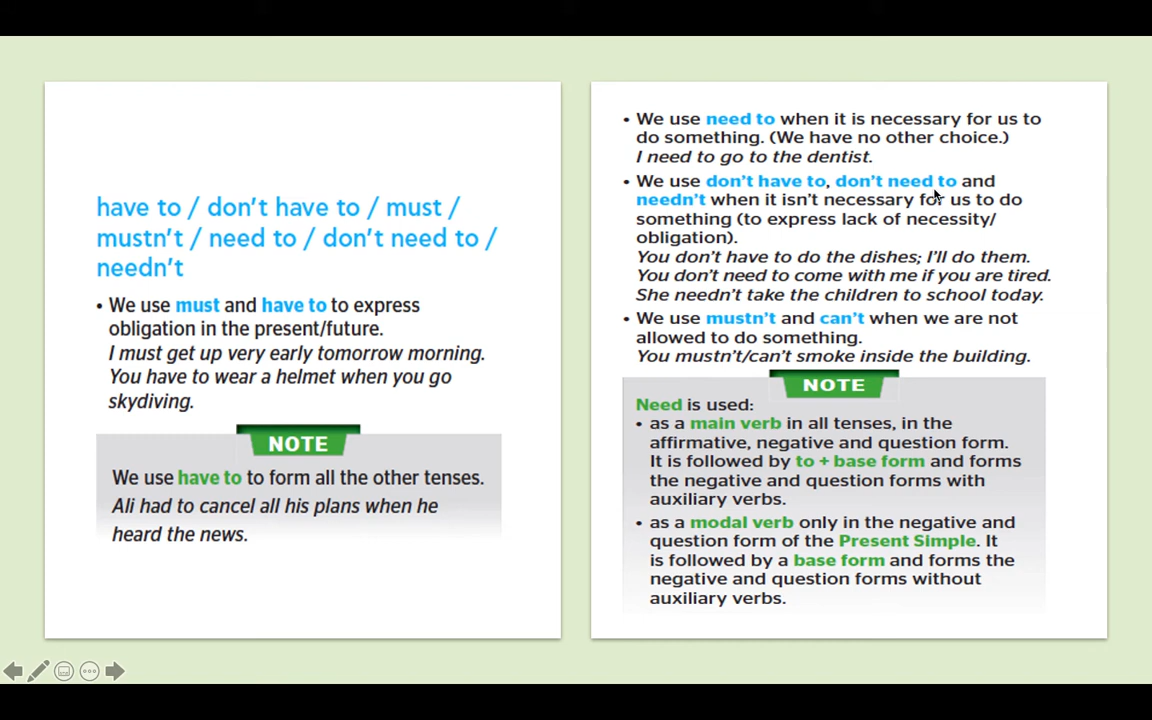 have to / don't have to / must /
mustn't / need to / don't need to /
needn't
• We use must and have to to express
obligation in the present/future.
I must get up very early tomorrow morning.
You have to wear a helmet when you go
skydiving.
NOTE
We use have to to form all the other tenses.
Ali had to cancel all his plans when he
heard the news.
• We use need to when it is necessary for us to
do something. (We have no other choice.)
I need to go to the dentist.
• We use don't have to, don't need to and
needn't when it isn't necessary for us to do
something (to express lack of necessity/
obligation).
You don't have to do the dishes; I'll do them.
You don't need to come with me if you are tired.
She needn't take the children to school today.
• We use mustn't and can't when we are not
allowed to do something.
You mustn't/can't smoke inside the building.
NOTE
Need is used:
• as a main verb in all tenses, in the
affirmative, negative and question form.
It is followed by to + base form and forms
the negative and question forms with
auxiliary verbs.
• as a modal verb only in the negative and
question form of the Present Simple. It
is followed by a base form and forms the
negative and question forms without
auxiliary verbs.